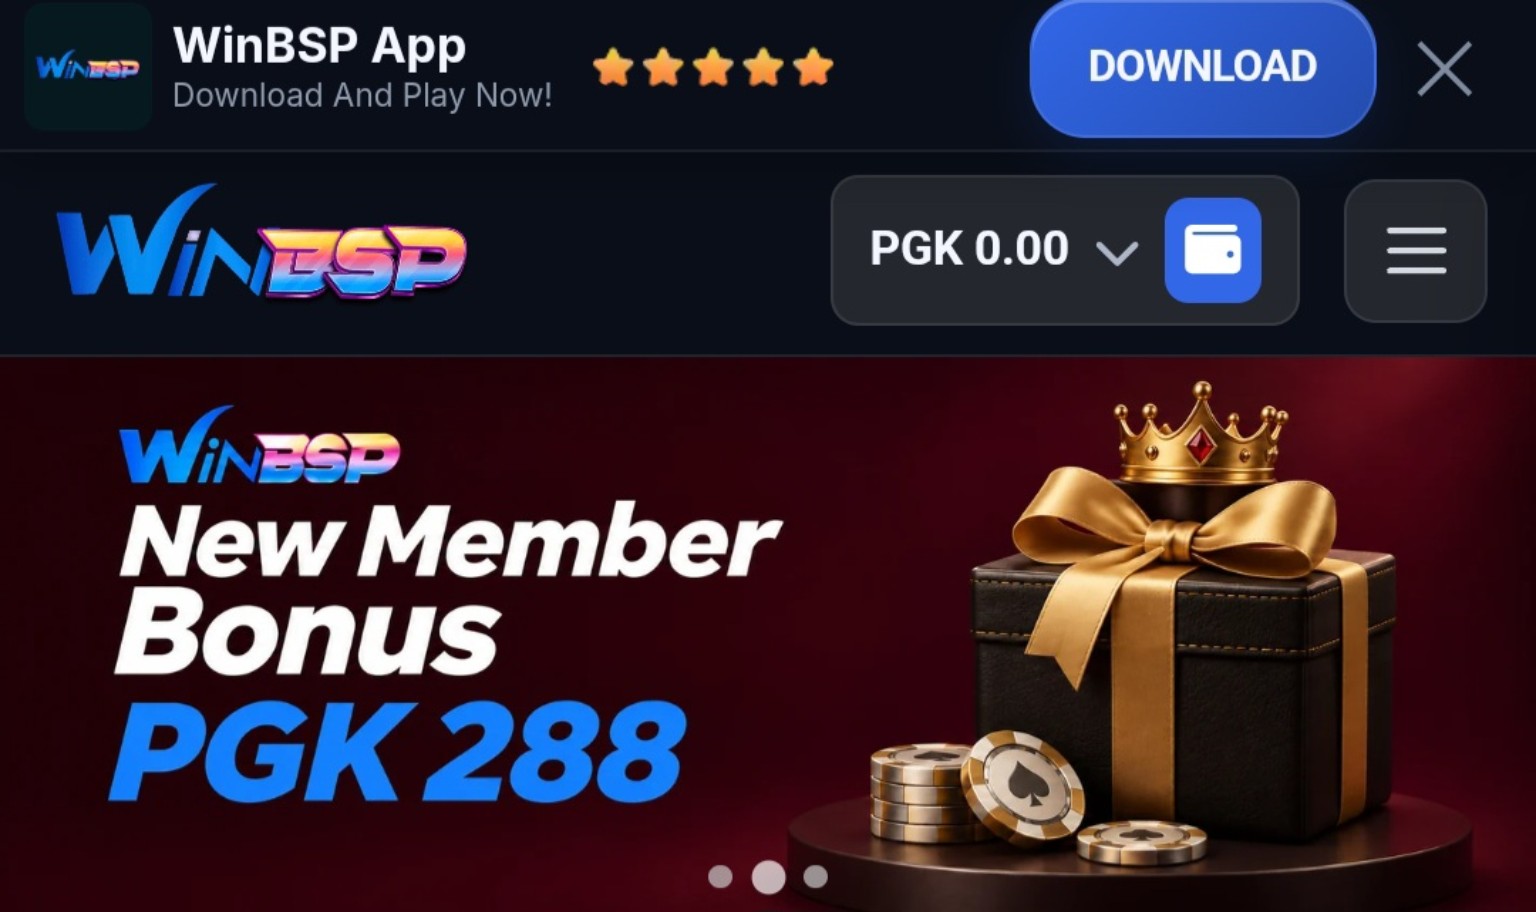 WinBSP
WinBSP App
Download And Play Now!
DOWNLOAD
WinBSP
PGK 0.00
WinBSP
New Member
Bonus
PGK 288